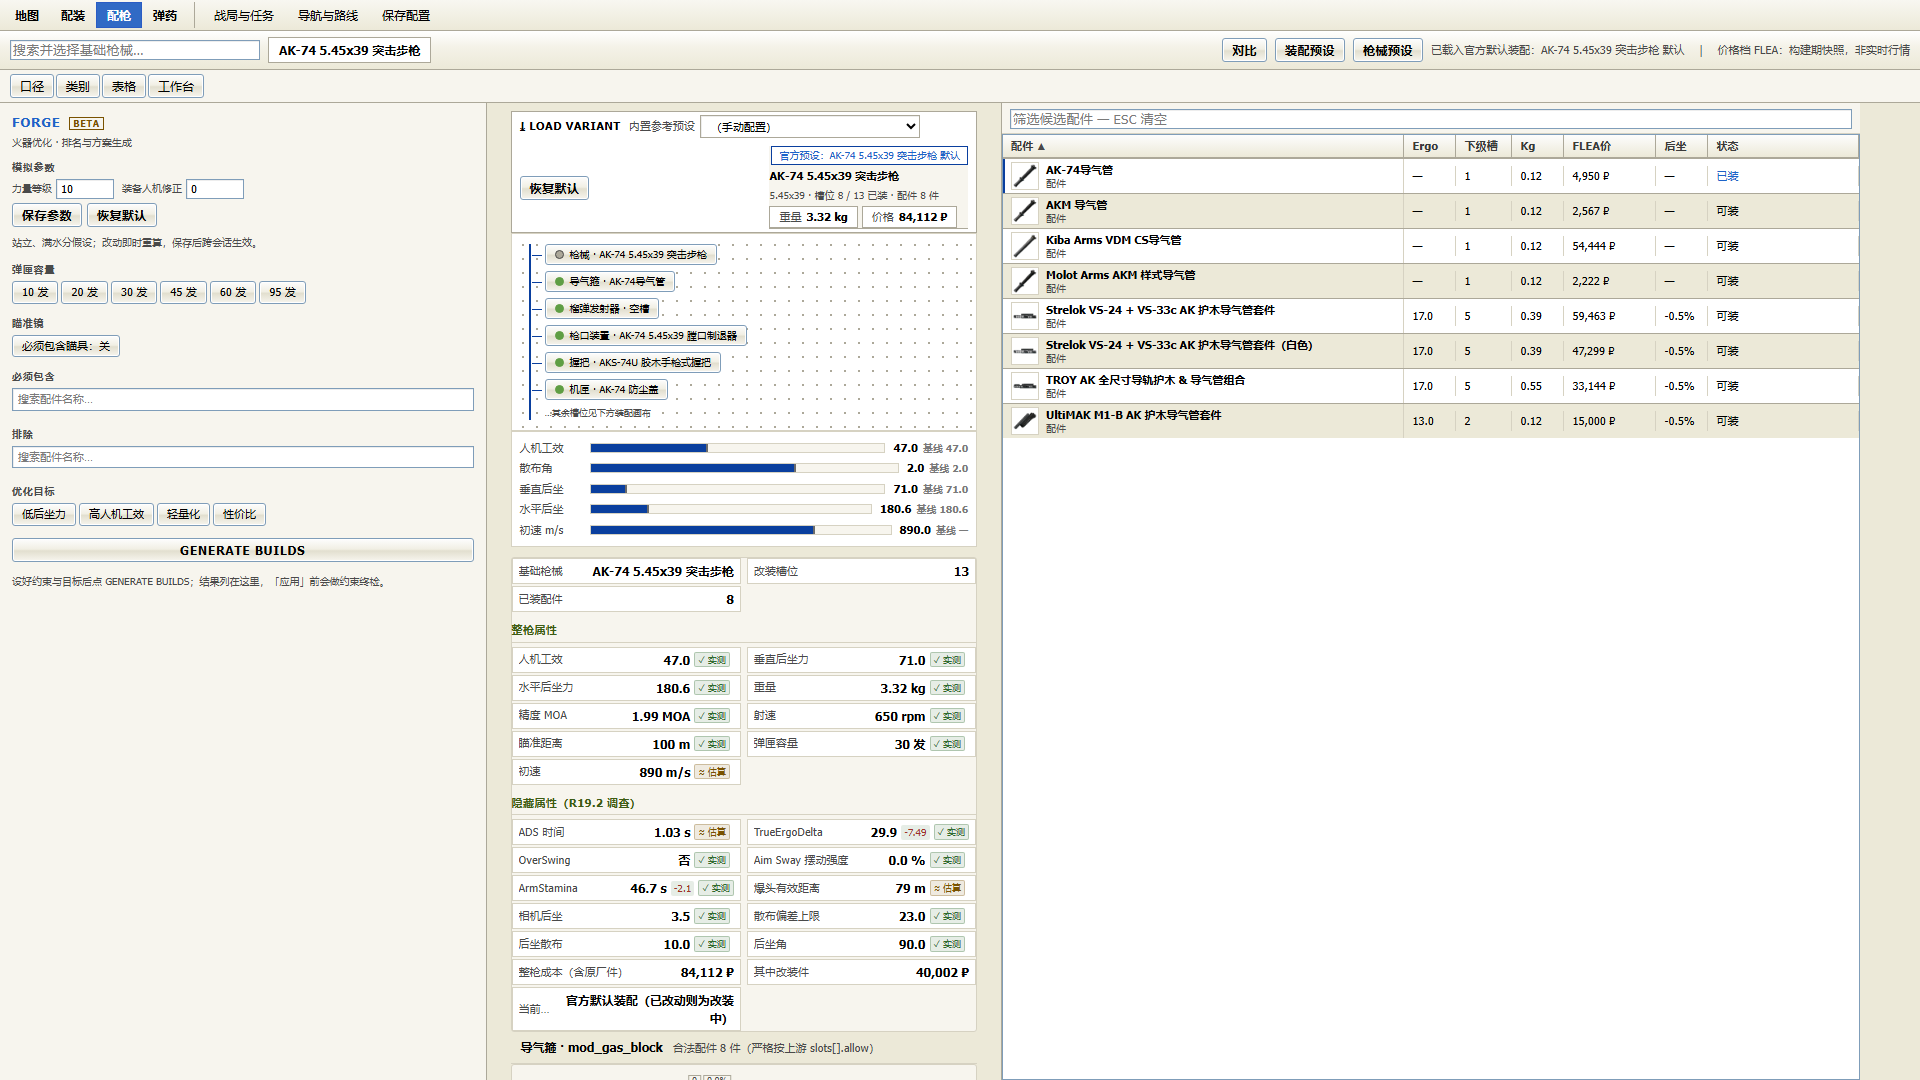 地图 配装 配枪 弹药 战局与任务 导航与路线 保存配置
搜索并选择基础枪械... AK-74 5.45x39 突击步枪 对比 装配预设 枪械预设 已载入官方默认装配：AK-74 5.45x39 突击步枪 默认 | 价格档 FLEA：构建期快照，非实时行情
口径 类别 表格 工作台
FORGE BETA
火器优化 · 排名与方案生成
模拟参数
力量等级 10 装备人机修正 0
保存参数 恢复默认
站立、满水分假设；改动即时重算，保存后跨会话生效。
弹匣容量
10 发 20 发 30 发 45 发 60 发 95 发
瞄准镜
必须包含瞄具：关
必须包含
搜索配件名称...
排除
搜索配件名称...
优化目标
低后坐力 高人机工效 轻量化 性价比
GENERATE BUILDS
设好约束与目标后点 GENERATE BUILDS；结果列在这里，「应用」前会做约束终检。
⤓ LOAD VARIANT 内置参考预设 （手动配置）
官方预设：AK-74 5.45x39 突击步枪 默认
恢复默认
AK-74 5.45x39 突击步枪
5.45x39 · 槽位 8 / 13 已装 · 配件 8 件
重量 3.32 kg 价格 84,112 ₽
枪械 · AK-74 5.45x39 突击步枪
导气箍 · AK-74导气管
榴弹发射器 · 空槽
枪口装置 · AK-74 5.45x39 膛口制退器
握把 · AKS-74U 胶木手枪式握把
机匣 · AK-74 防尘盖
...其余槽位见下方装配画布
人机工效 47.0 基线 47.0
散布角 2.0 基线 2.0
垂直后坐 71.0 基线 71.0
水平后坐 180.6 基线 180.6
初速 m/s 890.0 基线 —
基础枪械 AK-74 5.45x39 突击步枪 改装槽位 13
已装配件 8
整枪属性
人机工效 47.0 ✓ 实测 垂直后坐力 71.0 ✓ 实测
水平后坐力 180.6 ✓ 实测 重量 3.32 kg ✓ 实测
精度 MOA 1.99 MOA ✓ 实测 射速 650 rpm ✓ 实测
瞄准距离 100 m ✓ 实测 弹匣容量 30 发 ✓ 实测
初速 890 m/s ≈ 估算
隐藏属性（R19.2 调查）
ADS 时间 1.03 s ≈ 估算 TrueErgoDelta 29.9 -7.49 ✓ 实测
OverSwing 否 ✓ 实测 Aim Sway 摆动强度 0.0 % ✓ 实测
ArmStamina 46.7 s -2.1 ✓ 实测 爆头有效距离 79 m ≈ 估算
相机后坐 3.5 ✓ 实测 散布偏差上限 23.0 ✓ 实测
后坐散布 10.0 ✓ 实测 后坐角 90.0 ✓ 实测
整枪成本（含原厂件） 84,112 ₽ 其中改装件 40,002 ₽
当前... 官方默认装配（已改动则为改装中）
导气箍 · mod_gas_block 合法配件 8 件（严格按上游 slots[].allow）
筛选候选配件 — ESC 清空
配件 ▲ Ergo 下级槽 Kg FLEA价 后坐 状态
AK-74导气管 配件 — 1 0.12 4,950 ₽ — 已装
AKM 导气管 配件 — 1 0.12 2,567 ₽ — 可装
Kiba Arms VDM CS导气管 配件 — 1 0.12 54,444 ₽ — 可装
Molot Arms AKM 样式导气管 配件 — 1 0.12 2,222 ₽ — 可装
Strelok VS-24 + VS-33c AK 护木导气管套件 配件 17.0 5 0.39 59,463 ₽ -0.5% 可装
Strelok VS-24 + VS-33c AK 护木导气管套件（白色） 配件 17.0 5 0.39 47,299 ₽ -0.5% 可装
TROY AK 全尺寸导轨护木 & 导气管组合 配件 17.0 5 0.55 33,144 ₽ -0.5% 可装
UltiMAK M1-B AK 护木导气管套件 配件 13.0 2 0.12 15,000 ₽ -0.5% 可装